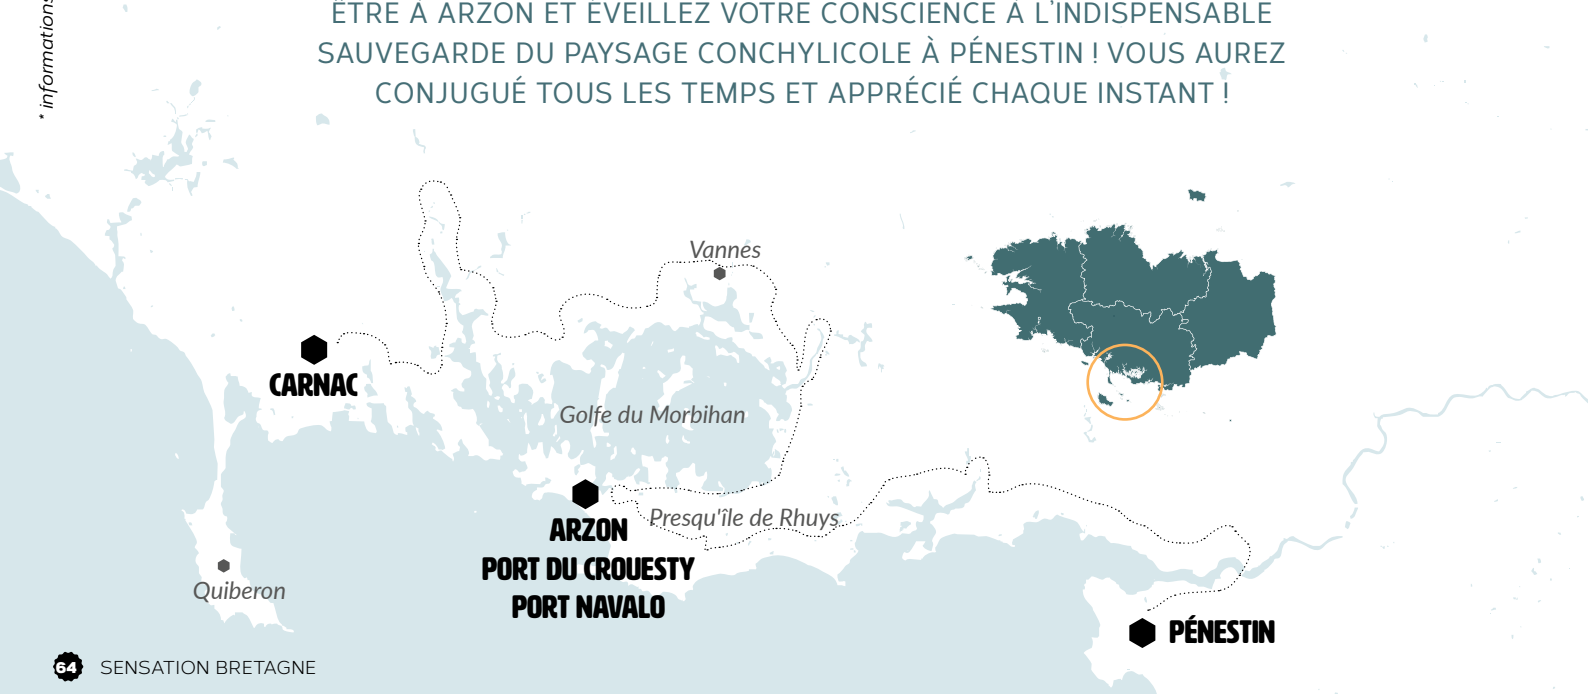 * informations
ÊTRE À ARZON ET ÉVEILLEZ VOTRE CONSCIENCE À L'INDISPENSABLE
SAUVEGARDE DU PAYSAGE CONCHYLICOLE À PÉNESTIN ! VOUS AUREZ
CONJUGUÉ TOUS LES TEMPS ET APPRÉCIÉ CHAQUE INSTANT !
Vannes
CARNAC
Golfe du Morbihan
ARZON
PORT DU CROUESTY
PORT NAVALO
Presqu'île de Rhuys
Quiberon
PÉNESTIN
64 SENSATION BRETAGNE